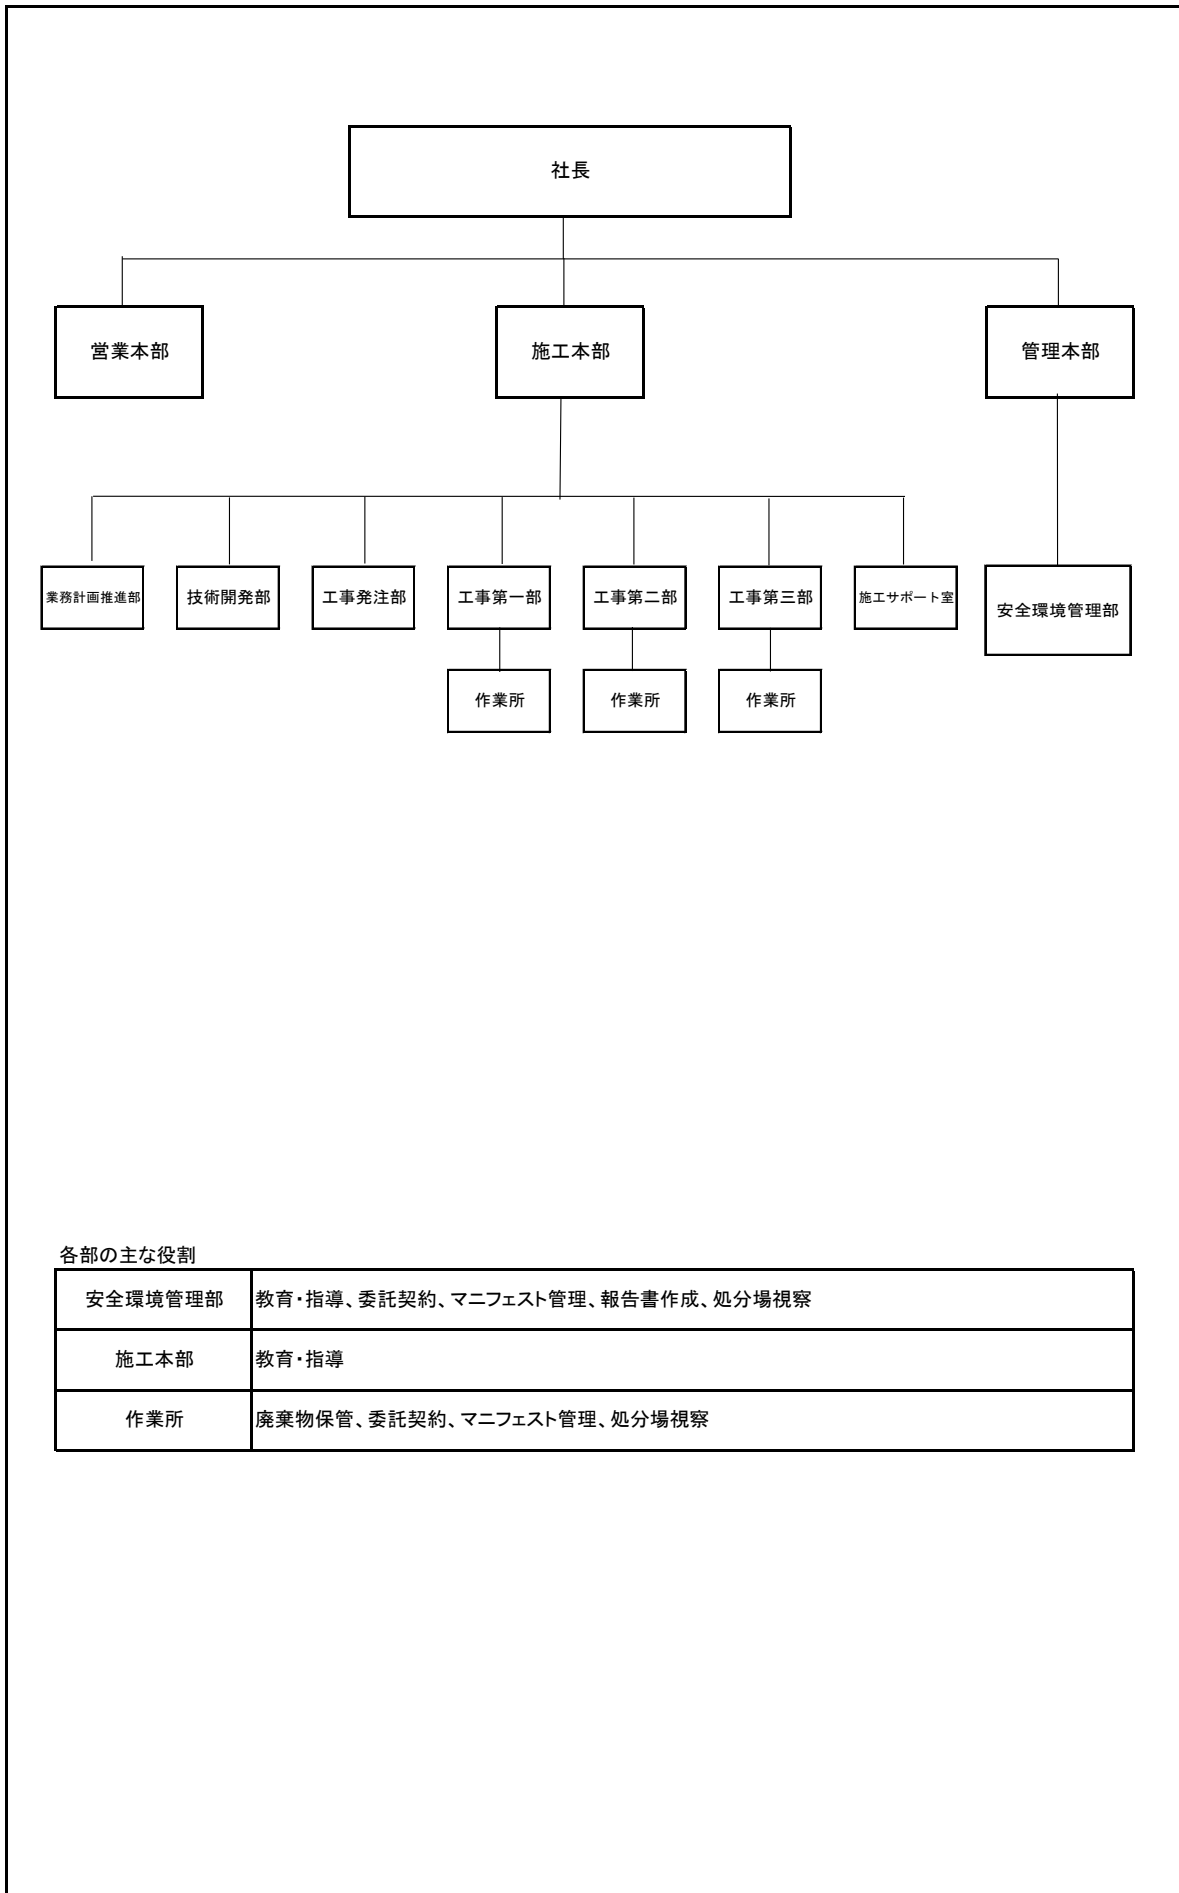 社長
営業本部
施工本部
管理本部
業務計画推進部
技術開発部
工事発注部
工事第一部
工事第二部
工事第三部
施工サポート室
安全環境管理部
作業所
作業所
作業所
各部の主な役割
安全環境管理部
教育・指導、委託契約、マニフェスト管理、報告書作成、処分場視察
施工本部
教育・指導
作業所
廃棄物保管、委託契約、マニフェスト管理、処分場視察